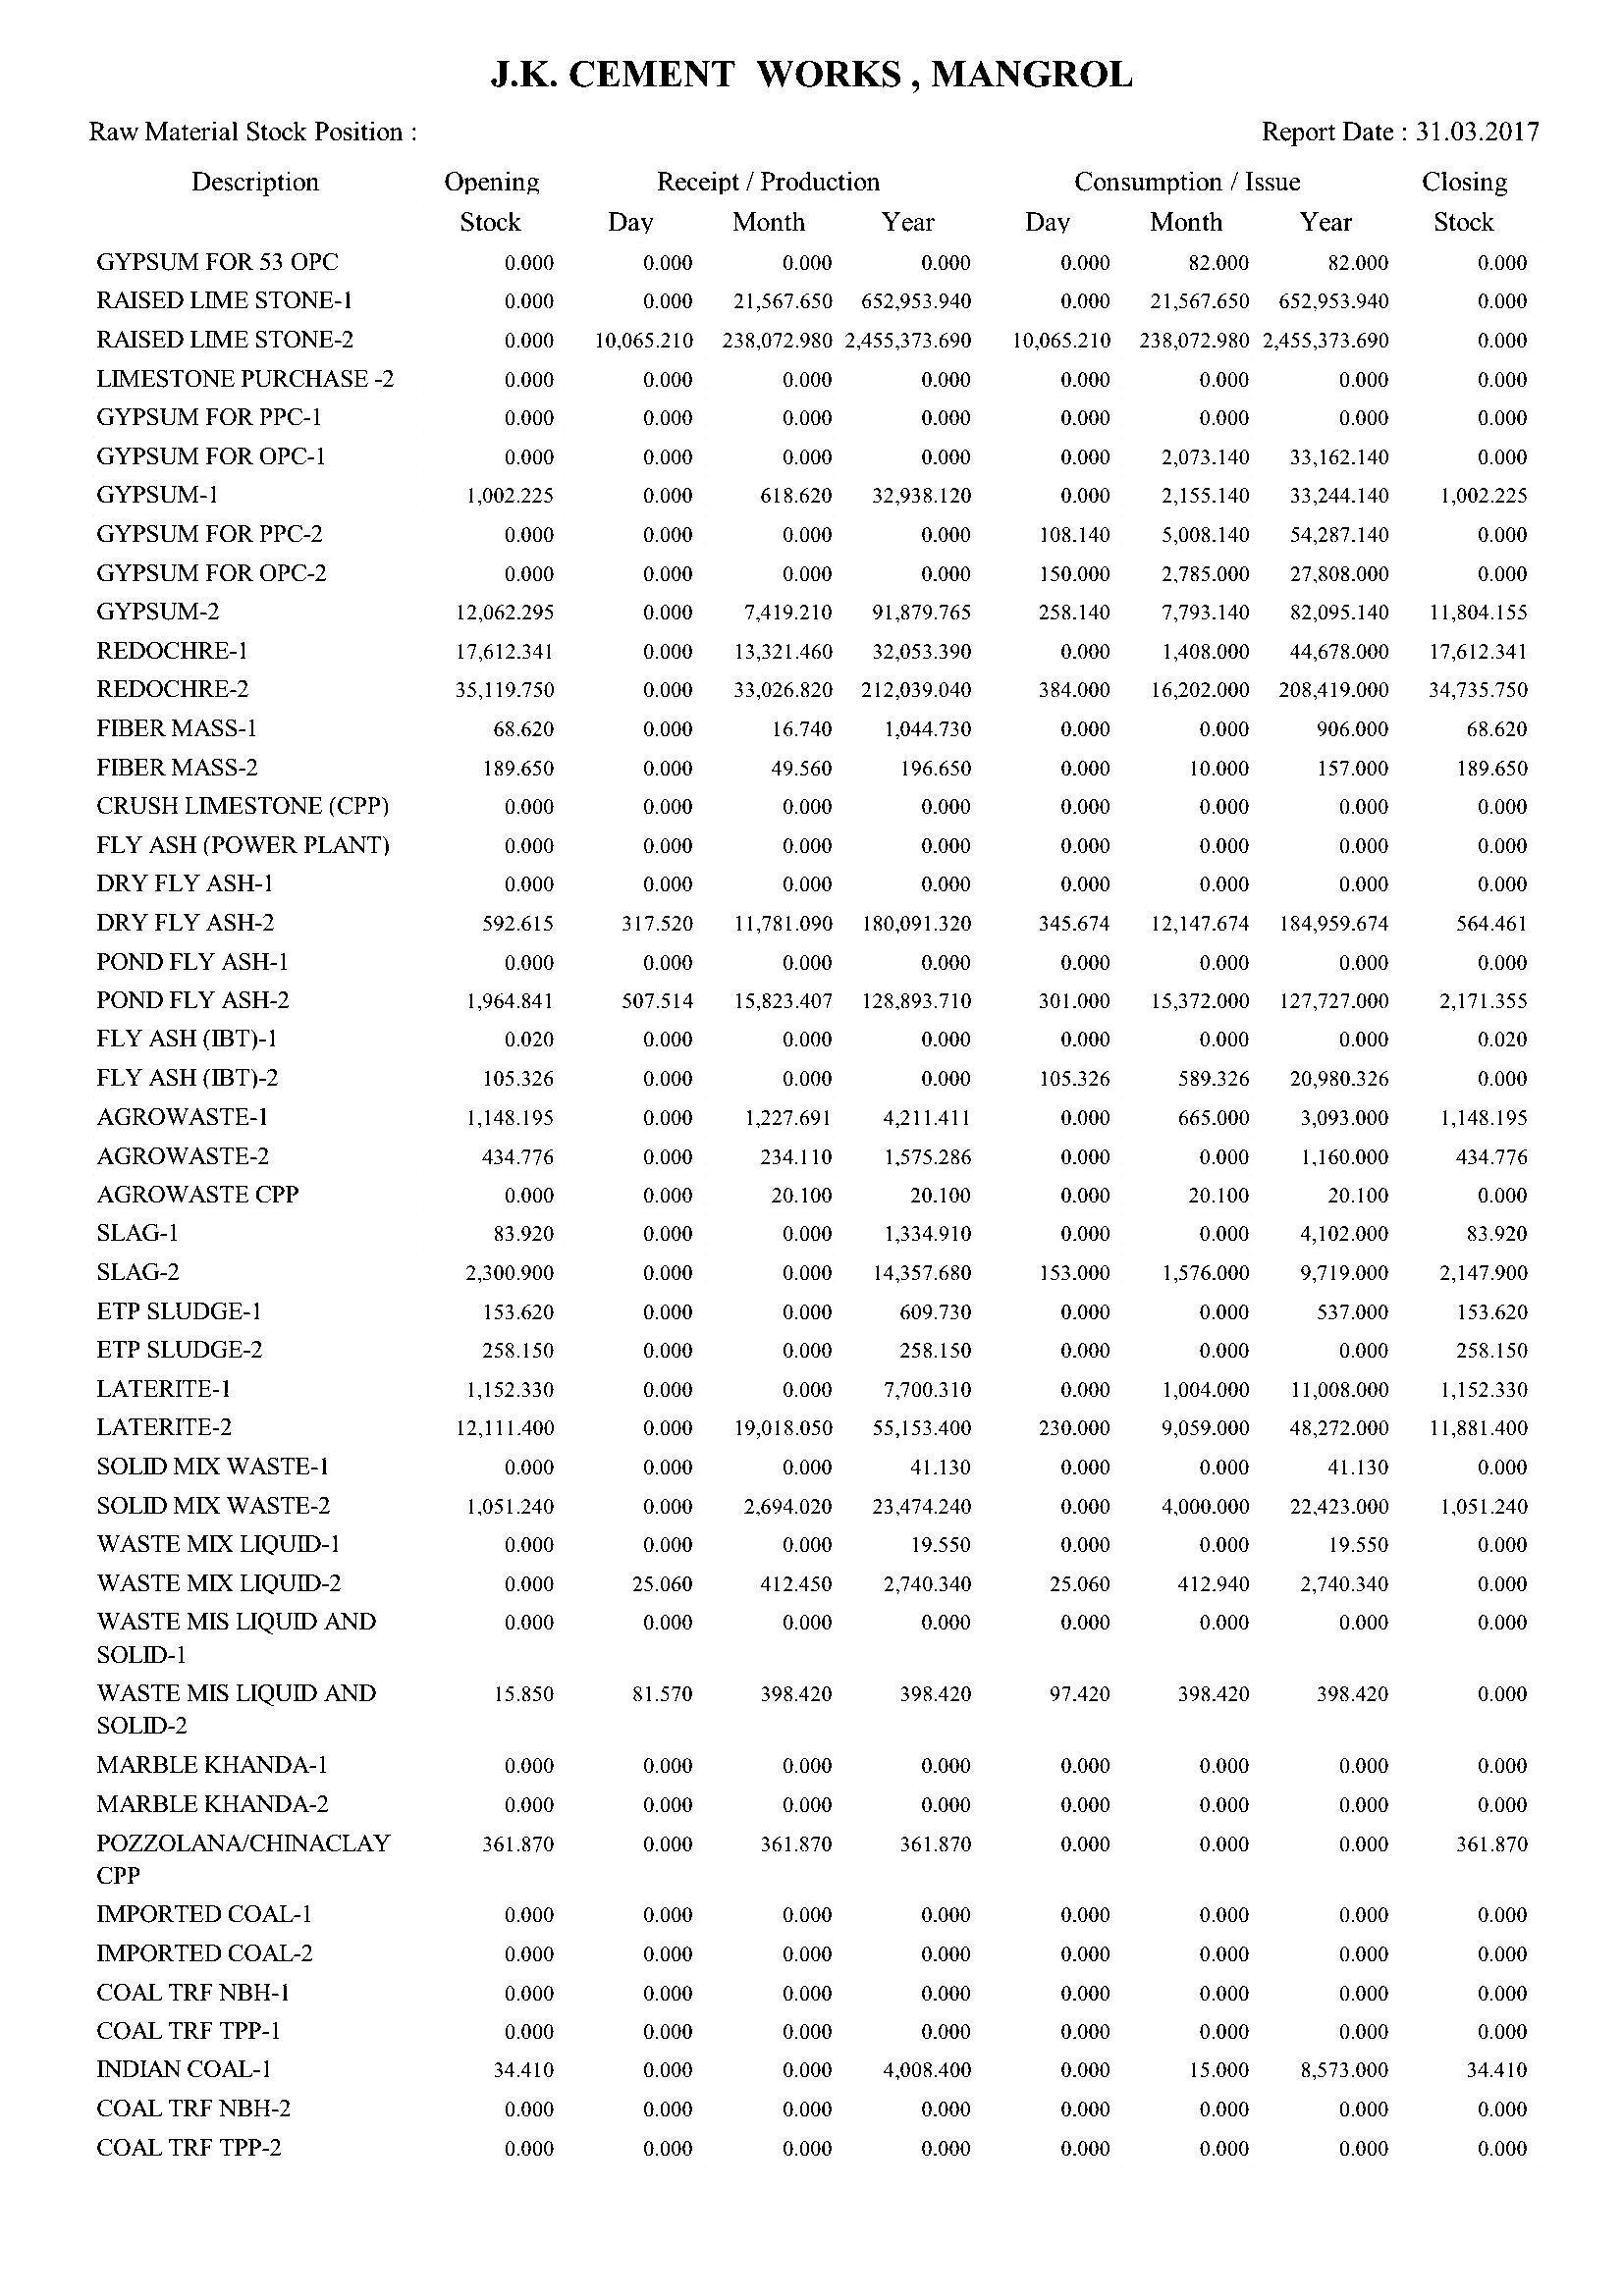 J.K. CEMENT WORKS , MANGROL
Raw Material Stock Position : Report Date : 31.03.2017
Description Opening Receipt / Production Consumption / Issue Closing
Stock Day Month Year Day Month Year Stock
GYPSUM FOR 53 OPC 0.000 0.000 0.000 0.000 0.000 82.000 82.000 0.000
RAISED LIME STONE-1 0.000 0.000 21,567.650 652,953.940 0.000 21,567.650 652,953.940 0.000
RAISED LIME STONE-2 0.000 10,065.210 238,072.980 2,455,373.690 10,065.210 238,072.980 2,455,373.690 0.000
LIMESTONE PURCHASE -2 0.000 0.000 0.000 0.000 0.000 0.000 0.000 0.000
GYPSUM FOR PPC-1 0.000 0.000 0.000 0.000 0.000 0.000 0.000 0.000
GYPSUM FOR OPC-1 0.000 0.000 0.000 0.000 0.000 2,073.140 33,162.140 0.000
GYPSUM-1 1,002.225 0.000 618.620 32,938.120 0.000 2,155.140 33,244.140 1,002.225
GYPSUM FOR PPC-2 0.000 0.000 0.000 0.000 108.140 5,008.140 54,287.140 0.000
GYPSUM FOR OPC-2 0.000 0.000 0.000 0.000 150.000 2,785.000 27,808.000 0.000
GYPSUM-2 12,062.295 0.000 7,419.210 91,879.765 258.140 7,793.140 82,095.140 11,804.155
REDOCHRE-1 17,612.341 0.000 13,321.460 32,053.390 0.000 1,408.000 44,678.000 17,612.341
REDOCHRE-2 35,119.750 0.000 33,026.820 212,039.040 384.000 16,202.000 208,419.000 34,735.750
FIBER MASS-1 68.620 0.000 16.740 1,044.730 0.000 0.000 906.000 68.620
FIBER MASS-2 189.650 0.000 49.560 196.650 0.000 10.000 157.000 189.650
CRUSH LIMESTONE (CPP) 0.000 0.000 0.000 0.000 0.000 0.000 0.000 0.000
FLY ASH (POWER PLANT) 0.000 0.000 0.000 0.000 0.000 0.000 0.000 0.000
DRY FLY ASH-1 0.000 0.000 0.000 0.000 0.000 0.000 0.000 0.000
DRY FLY ASH-2 592.615 317.520 11,781.090 180,091.320 345.674 12,147.674 184,959.674 564.461
POND FLY ASH-1 0.000 0.000 0.000 0.000 0.000 0.000 0.000 0.000
POND FLY ASH-2 1,964.841 507.514 15,823.407 128,893.710 301.000 15,372.000 127,727.000 2,171.355
FLY ASH (IBT)-1 0.020 0.000 0.000 0.000 0.000 0.000 0.000 0.020
FLY ASH (IBT)-2 105.326 0.000 0.000 0.000 105.326 589.326 20,980.326 0.000
AGROWASTE-1 1,148.195 0.000 1,227.691 4,211.411 0.000 665.000 3,093.000 1,148.195
AGROWASTE-2 434.776 0.000 234.110 1,575.286 0.000 0.000 1,160.000 434.776
AGROWASTE CPP 0.000 0.000 20.100 20.100 0.000 20.100 20.100 0.000
SLAG-1 83.920 0.000 0.000 1,334.910 0.000 0.000 4,102.000 83.920
SLAG-2 2,300.900 0.000 0.000 14,357.680 153.000 1,576.000 9,719.000 2,147.900
ETP SLUDGE-1 153.620 0.000 0.000 609.730 0.000 0.000 537.000 153.620
ETP SLUDGE-2 258.150 0.000 0.000 258.150 0.000 0.000 0.000 258.150
LATERITE-1 1,152.330 0.000 0.000 7,700.310 0.000 1,004.000 11,008.000 1,152.330
LATERITE-2 12,111.400 0.000 19,018.050 55,153.400 230.000 9,059.000 48,272.000 11,881.400
SOLID MIX WASTE-1 0.000 0.000 0.000 41.130 0.000 0.000 41.130 0.000
SOLID MIX WASTE-2 1,051.240 0.000 2,694.020 23,474.240 0.000 4,000.000 22,423.000 1,051.240
WASTE MIX LIQUID-1 0.000 0.000 0.000 19.550 0.000 0.000 19.550 0.000
WASTE MIX LIQUID-2 0.000 25.060 412.450 2,740.340 25.060 412.940 2,740.340 0.000
WASTE MIS LIQUID AND 0.000 0.000 0.000 0.000 0.000 0.000 0.000 0.000
SOLID-1
WASTE MIS LIQUID AND 15.850 81.570 398.420 398.420 97.420 398.420 398.420 0.000
SOLID-2
MARBLE KHANDA-1 0.000 0.000 0.000 0.000 0.000 0.000 0.000 0.000
MARBLE KHANDA-2 0.000 0.000 0.000 0.000 0.000 0.000 0.000 0.000
POZZOLANA/CHINACLAY 361.870 0.000 361.870 361.870 0.000 0.000 0.000 361.870
CPP
IMPORTED COAL-1 0.000 0.000 0.000 0.000 0.000 0.000 0.000 0.000
IMPORTED COAL-2 0.000 0.000 0.000 0.000 0.000 0.000 0.000 0.000
COAL TRF NBH-1 0.000 0.000 0.000 0.000 0.000 0.000 0.000 0.000
COAL TRF TPP-1 0.000 0.000 0.000 0.000 0.000 0.000 0.000 0.000
INDIAN COAL-1 34.410 0.000 0.000 4,008.400 0.000 15.000 8,573.000 34.410
COAL TRF NBH-2 0.000 0.000 0.000 0.000 0.000 0.000 0.000 0.000
COAL TRF TPP-2 0.000 0.000 0.000 0.000 0.000 0.000 0.000 0.000